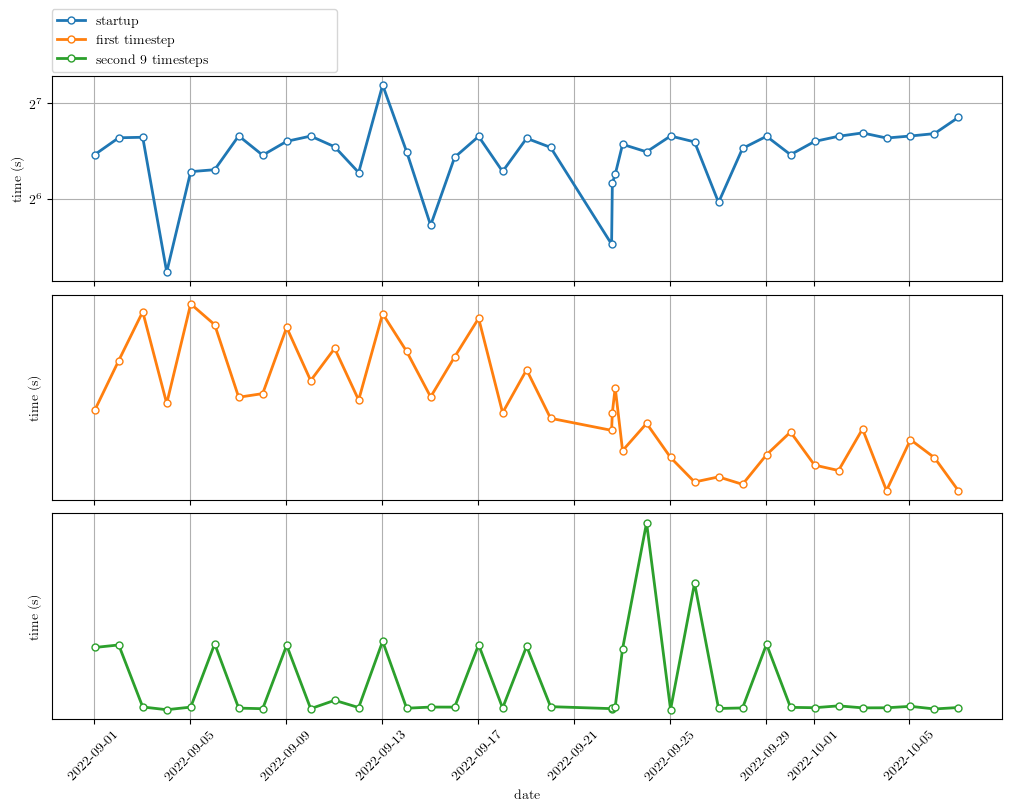 startup
first timestep
second 9 timesteps
2⁷
2⁶
time (s)
time (s)
time (s)
2022-09-01
2022-09-05
2022-09-09
2022-09-13
2022-09-17
2022-09-21
2022-09-25
2022-09-29
2022-10-01
2022-10-05
date